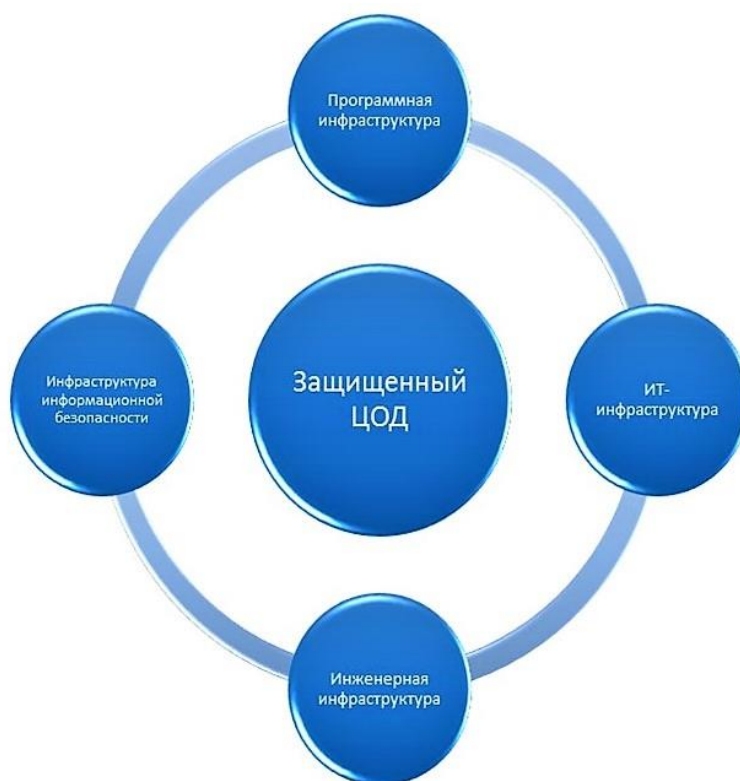 Программная
инфраструктура
Инфраструктура
информационной
безопасности
Защищенный
ЦОД
ИТ-
инфраструктура
Инженерная
инфраструктура